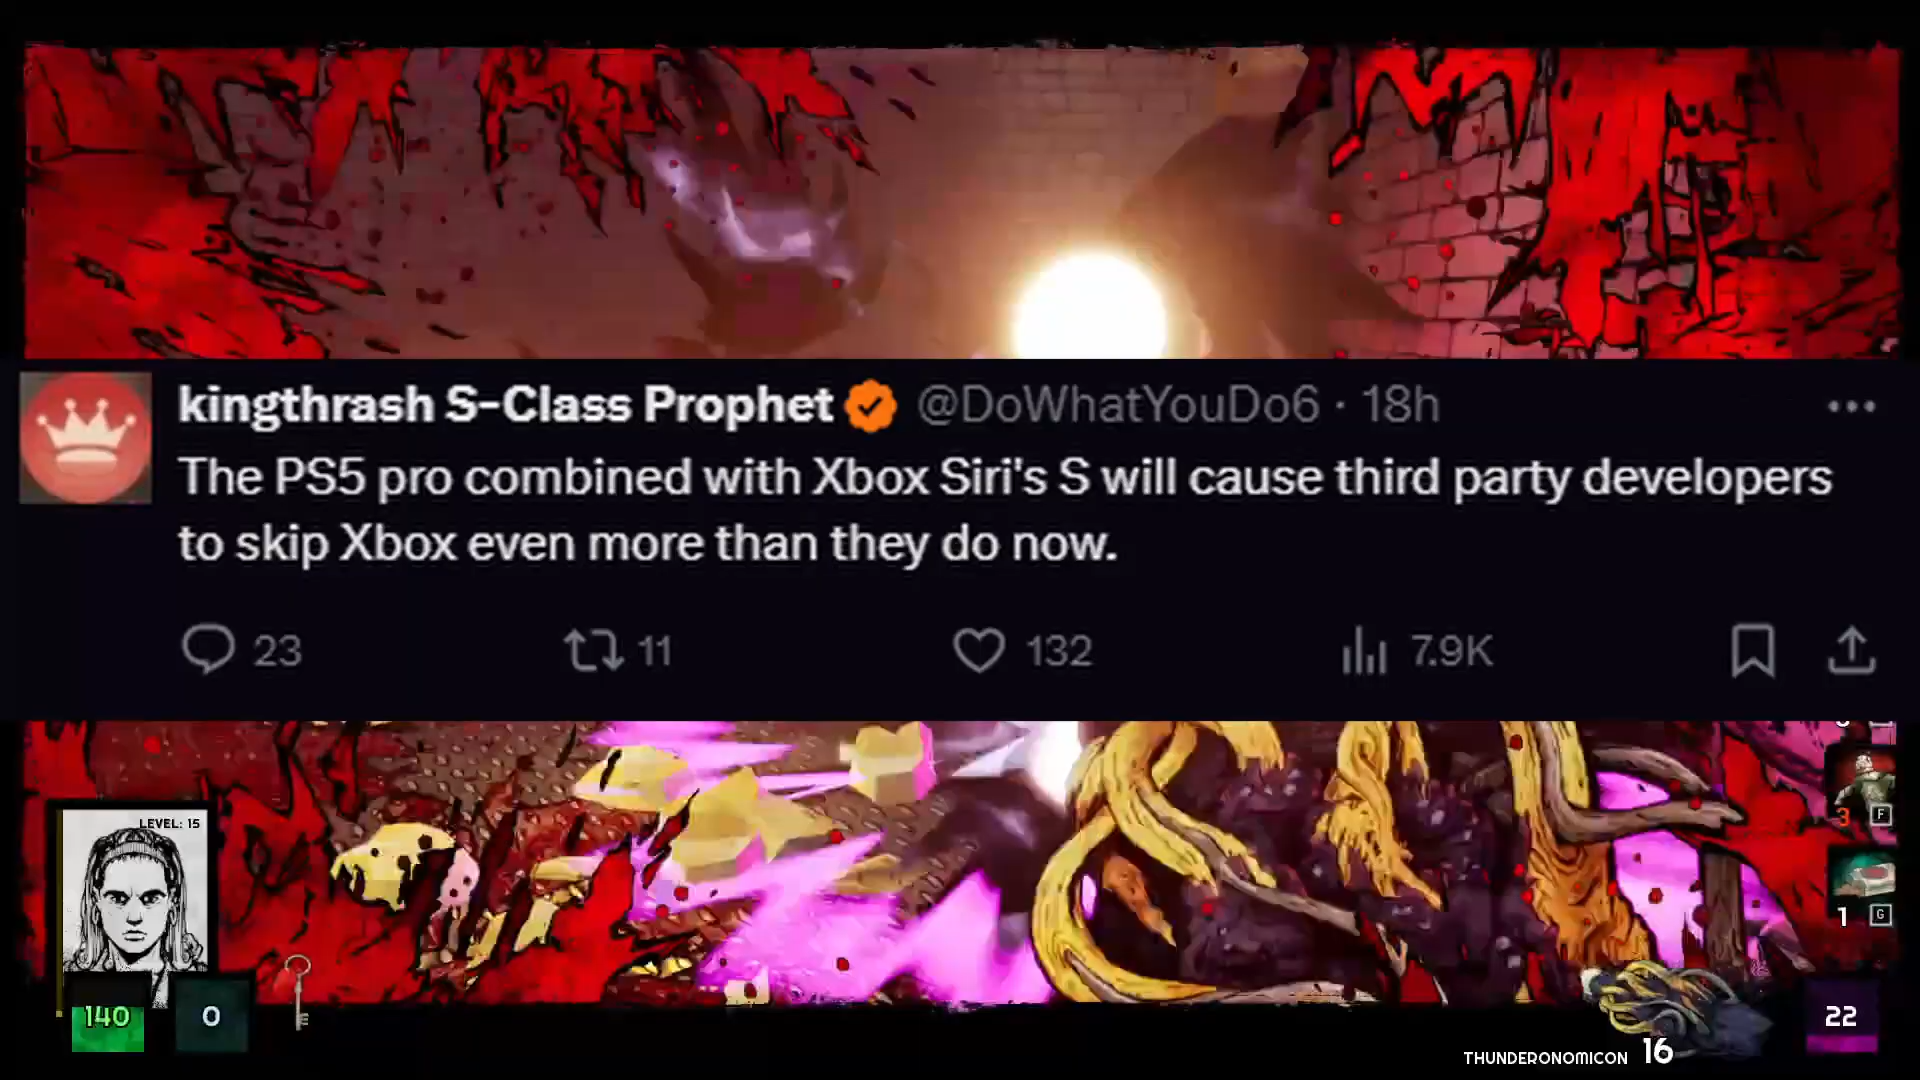 kingthrash S-Class Prophet @DoWhatYouDo6 · 18h
The PS5 pro combined with Xbox Siri's S will cause third party developers
to skip Xbox even more than they do now.
23 11 132 7.9K
LEVEL: 15
3 F
1 G
140 0
22
THUNDERONOMICON 16